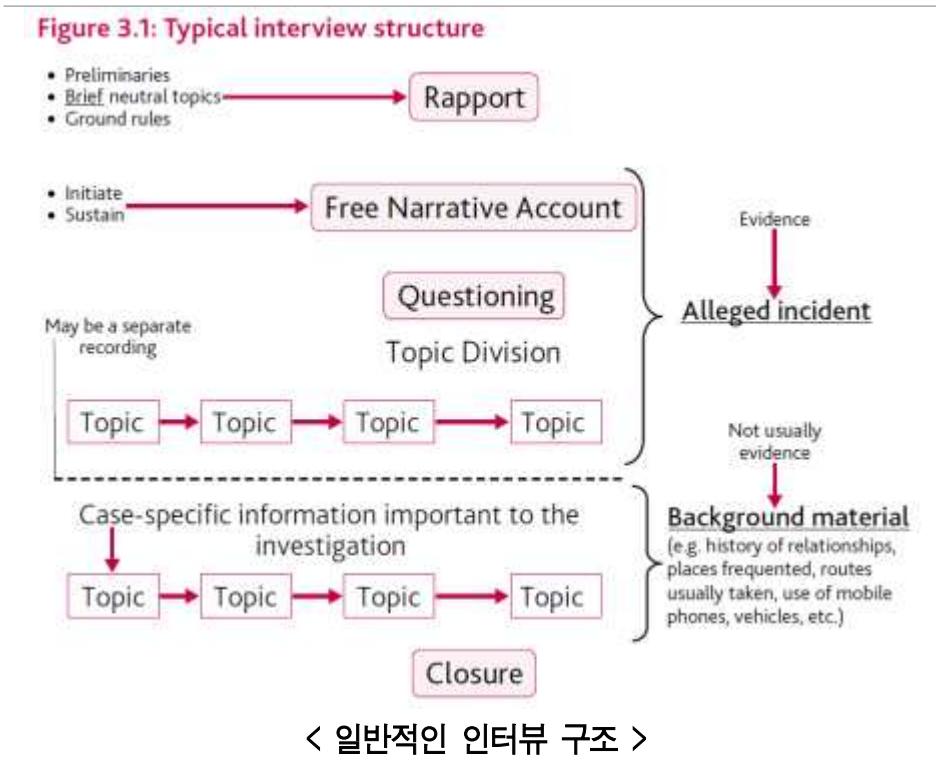 Figure 3.1: Typical interview structure
• Preliminaries
• Brief neutral topics
• Ground rules
Rapport
• Initiate
• Sustain
Free Narrative Account
Evidence
Alleged incident
Questioning
May be a separate
recording
Topic Division
Topic Topic Topic Topic
Not usually
evidence
Case-specific information important to the
investigation
Background material
(e.g. history of relationships,
places frequented, routes
usually taken, use of mobile
phones, vehicles, etc.)
Topic Topic Topic Topic
Closure
< 일반적인 인터뷰 구조 >